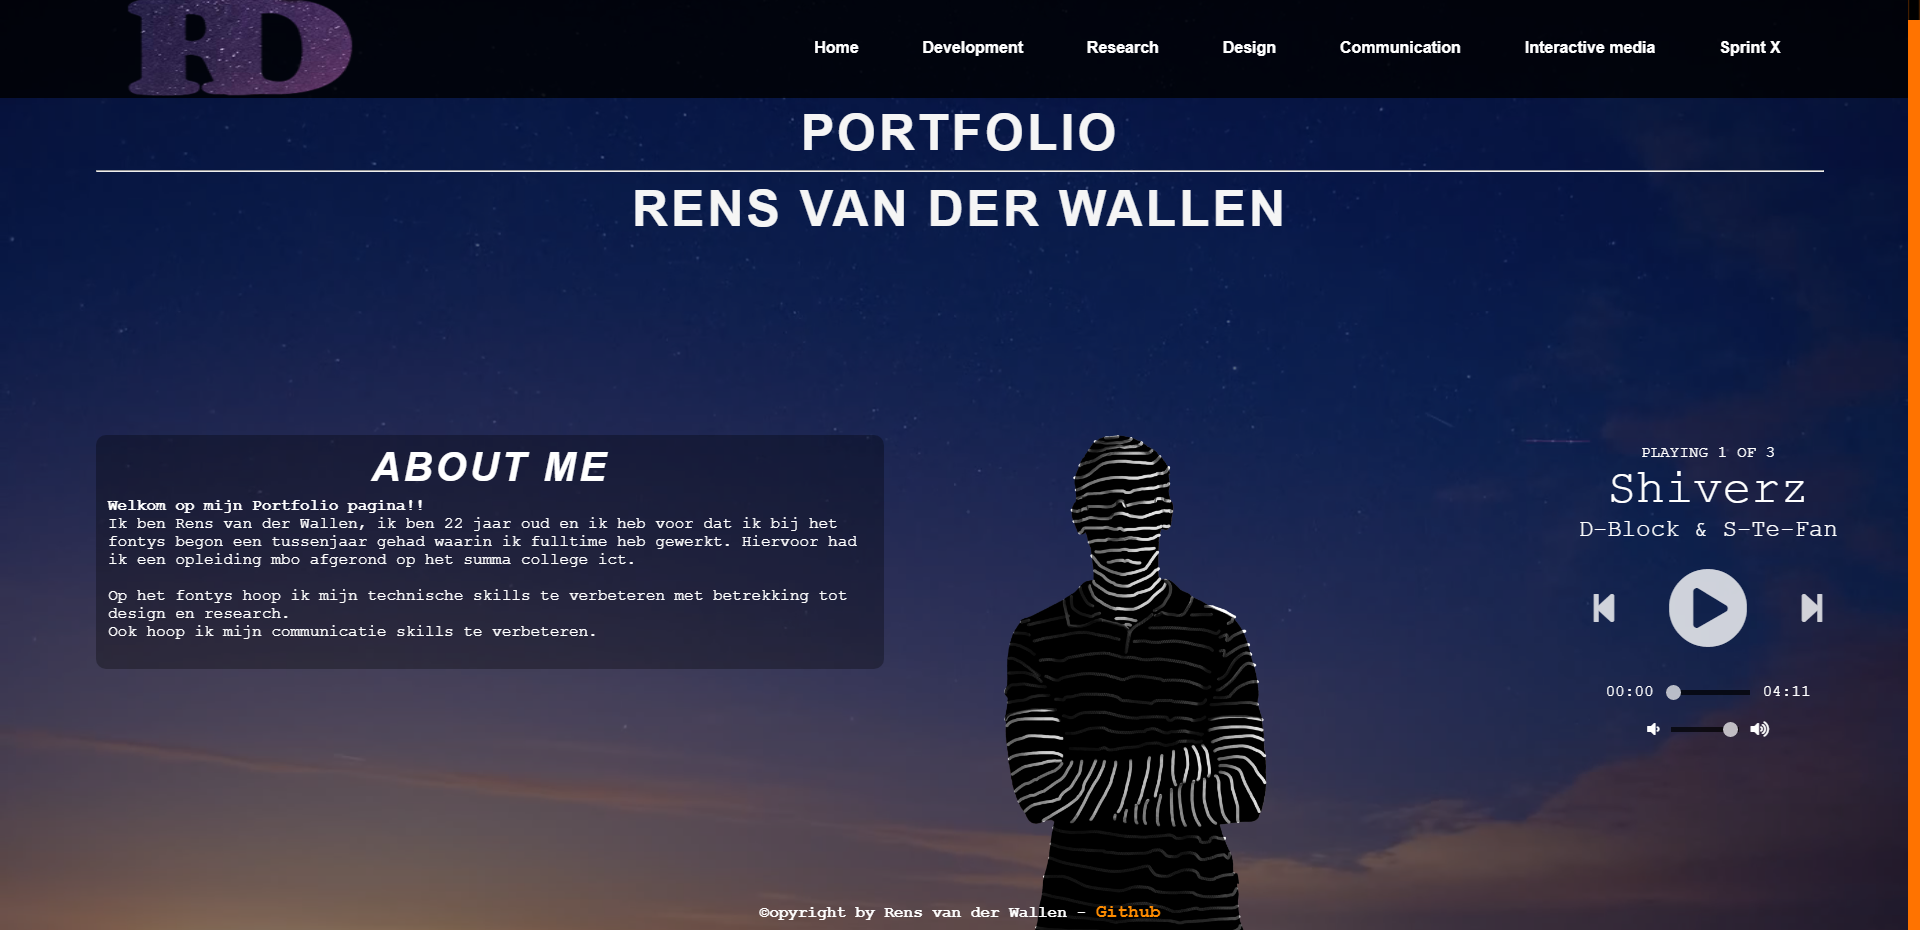 RD
Home Development Research Design Communication Interactive media Sprint X
PORTFOLIO
RENS VAN DER WALLEN
ABOUT ME
Welkom op mijn Portfolio pagina!!
Ik ben Rens van der Wallen, ik ben 22 jaar oud en ik heb voor dat ik bij het
fontys begon een tussenjaar gehad waarin ik fulltime heb gewerkt. Hiervoor had
ik een opleiding mbo afgerond op het summa college ict.
Op het fontys hoop ik mijn technische skills te verbeteren met betrekking tot
design en research.
Ook hoop ik mijn communicatie skills te verbeteren.
PLAYING 1 OF 3
Shiverz
D-Block & S-Te-Fan
00:00 04:11
©opyright by Rens van der Wallen - Github